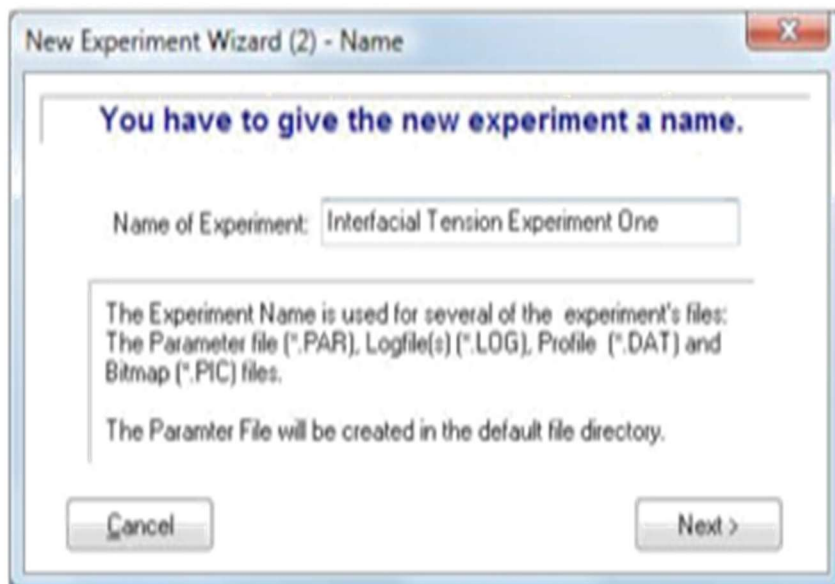 New Experiment Wizard (2) - Name
You have to give the new experiment a name.
Name of Experiment: Interfacial Tension Experiment One
The Experiment Name is used for several of the experiment's files:
The Parameter file (*.PAR), Logfile(s) (*.LOG), Profile (*.DAT) and
Bitmap (*.PIC) files.
The Paramter File will be created in the default file directory.
Cancel
Next >